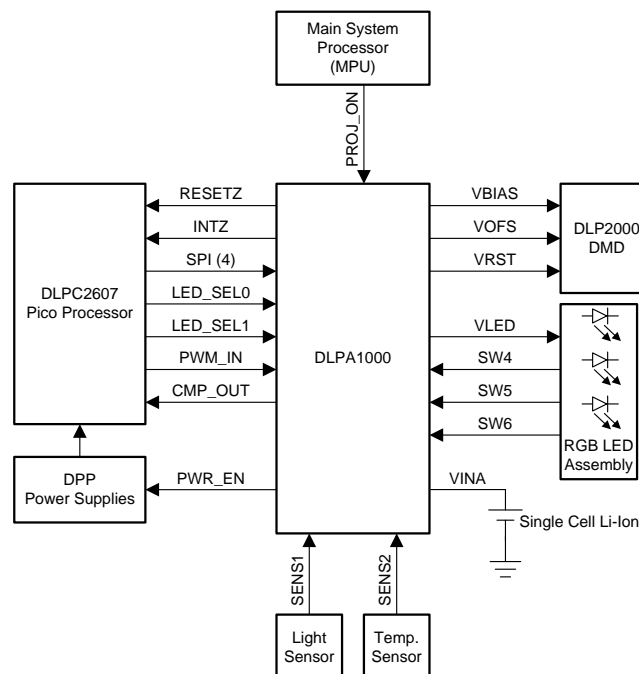 Main System
Processor
(MPU)
PROJ_ON
RESETZ
INTZ
SPI (4)
LED_SEL0
LED_SEL1
PWM_IN
CMP_OUT
DLPC2607
Pico Processor
DLPA1000
VBIAS
VOFS
VRST
DLP2000
DMD
VLED
SW4
SW5
SW6
RGB LED
Assembly
DPP
Power Supplies
PWR_EN
VINA
Single Cell Li-Ion
SENS1
SENS2
Light
Sensor
Temp.
Sensor